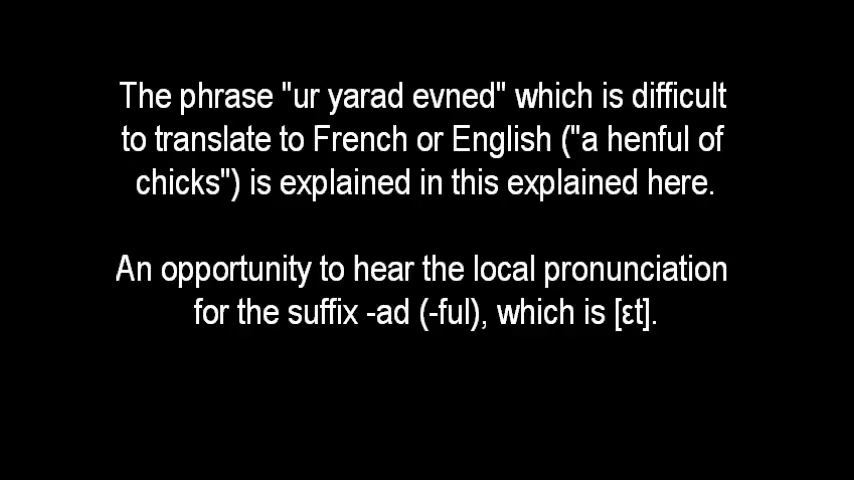 The phrase "ur yarad evned" which is difficult
to translate to French or English ("a henful of
chicks") is explained in this explained here.
An opportunity to hear the local pronunciation
for the suffix -ad (-ful), which is [ɛt].